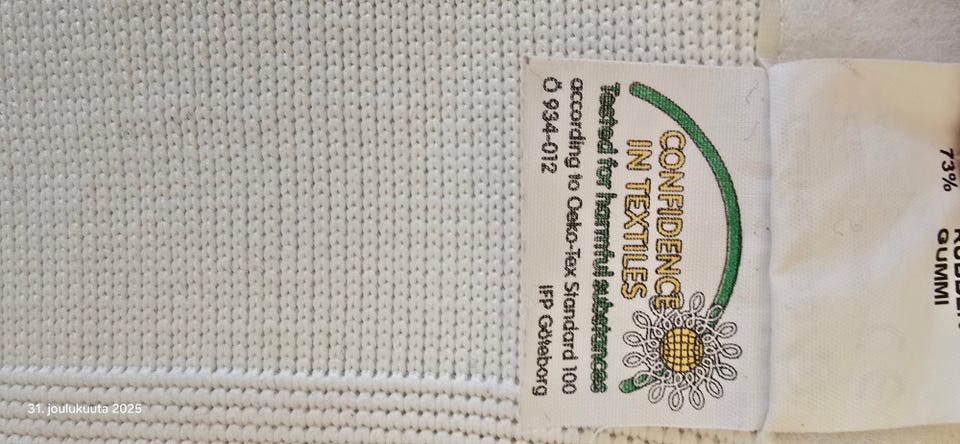 CONFIDENCE
IN TEXTILES
Tested for harmful substances
according to Oeko-Tex Standard 100
Ö 934-012 IFP Göteborg
73%
GUMMI
31. joulukuuta 2025